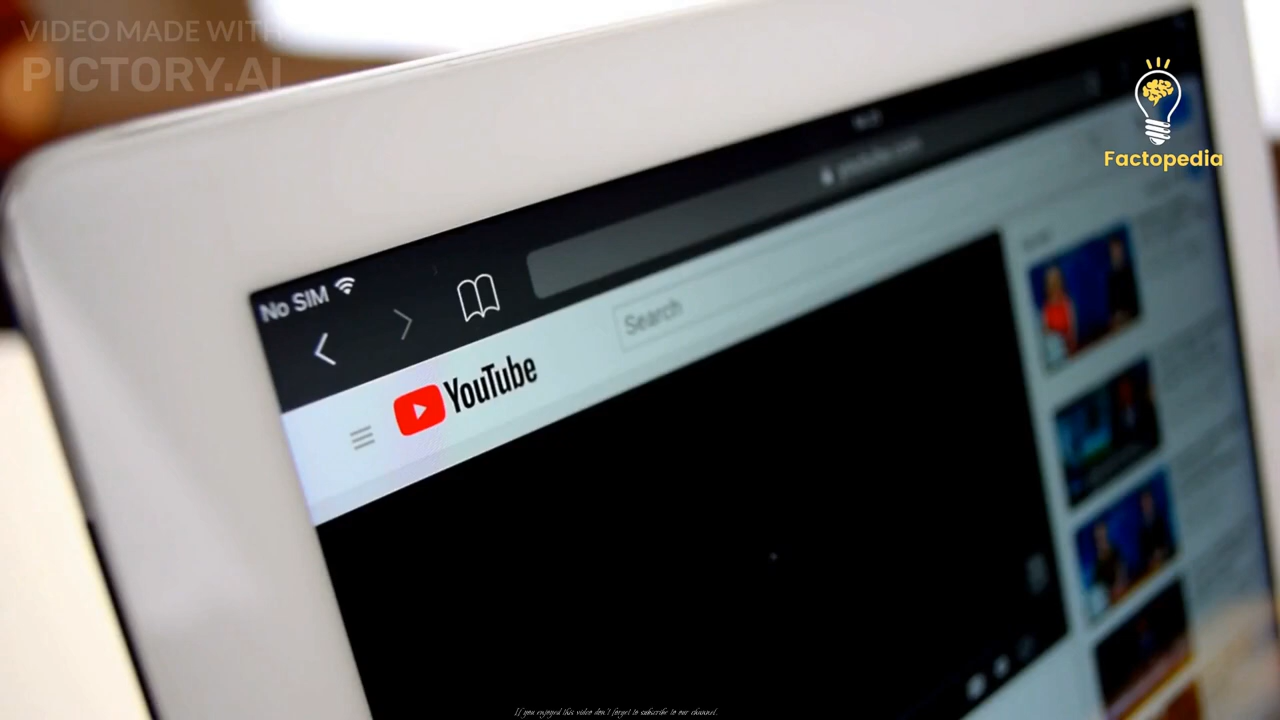 VIDEO MADE WITH
PICTORY.AI
Factopedia
No SIM
Search
YouTube
If you enjoyed this video don't forget to subscribe to our channel.